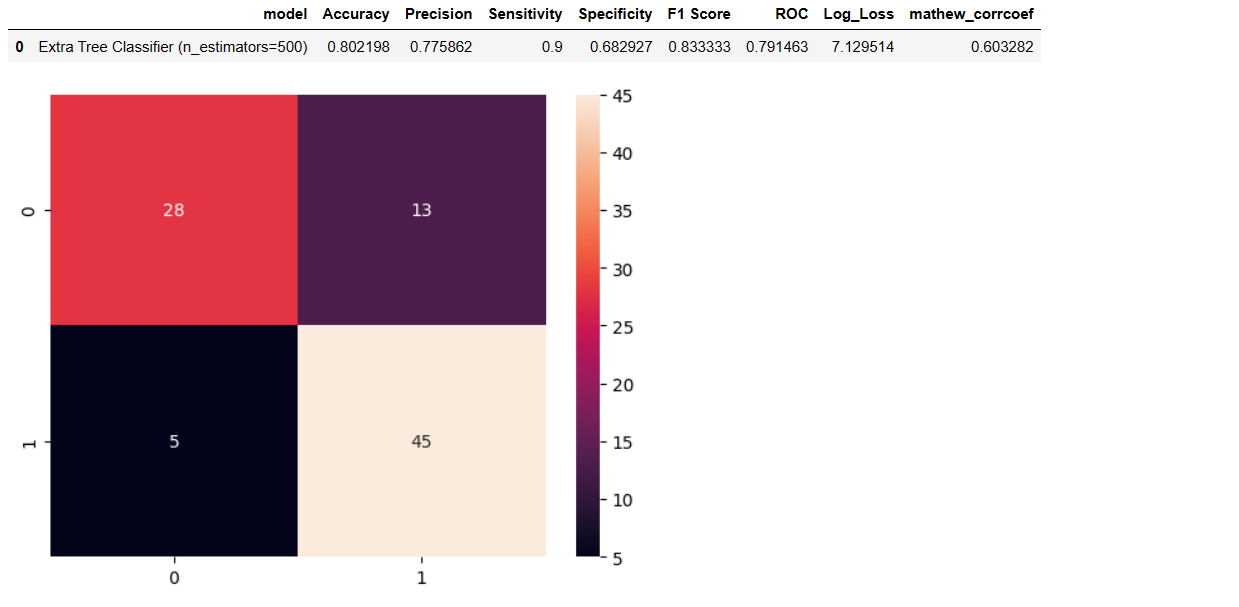 model Accuracy Precision Sensitivity Specificity F1 Score ROC Log_Loss mathew_corrcoef
0 Extra Tree Classifier (n_estimators=500) 0.802198 0.775862 0.9 0.682927 0.833333 0.791463 7.129514 0.603282
45
40
0 28 13
35
30
25
20
1 5 45
15
10
5
0 1